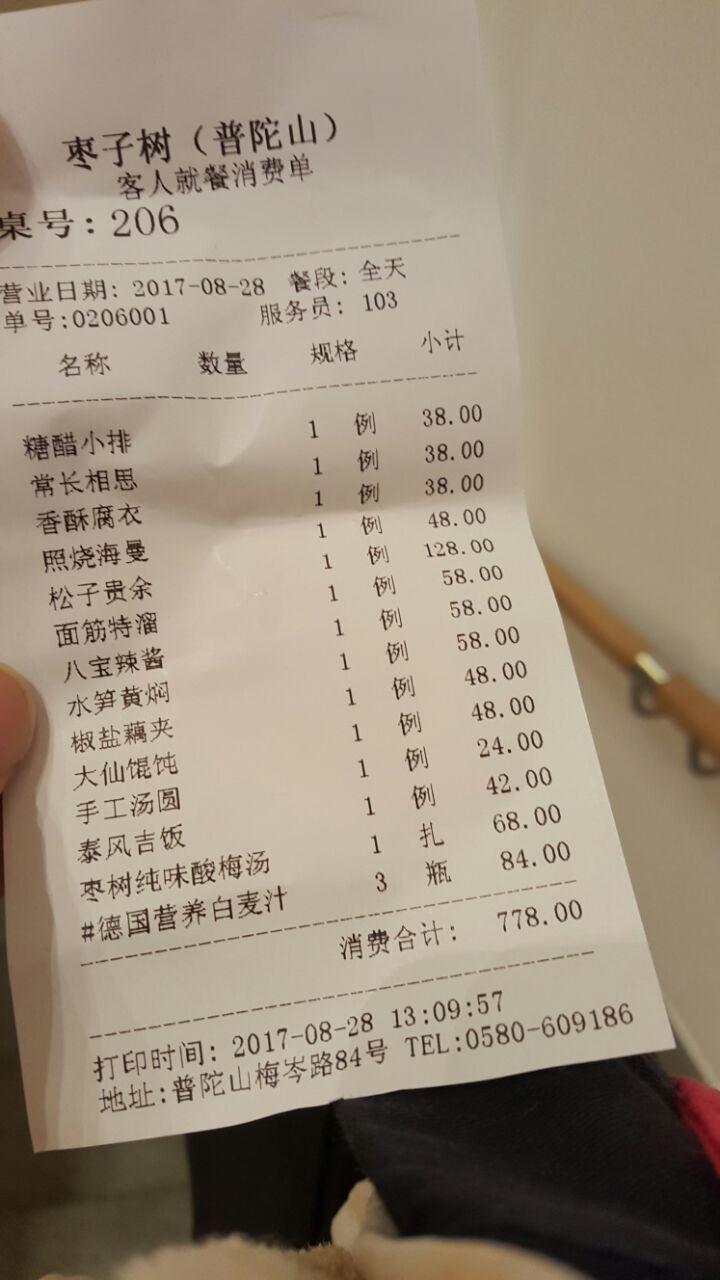 枣子树（普陀山）
客人就餐消费单
桌号: 206
营业日期: 2017-08-28 餐段: 全天
单号:0206001 服务员: 103
名称 数量 规格 小计
糖醋小排 1 例 38.00
常长相思 1 例 38.00
香酥腐衣 1 例 38.00
照烧海曼 1 例 48.00
松子贵余 1 例 128.00
面筋特溜 1 例 58.00
八宝辣酱 1 例 58.00
水笋黄焖 1 例 58.00
椒盐藕夹 1 例 48.00
大仙馄饨 1 例 48.00
手工汤圆 1 例 24.00
泰风吉饭 1 例 42.00
枣树纯味酸梅汤 1 扎 68.00
#德国营养白麦汁 3 瓶 84.00
消费合计: 778.00
打印时间: 2017-08-28 13:09:57
地址:普陀山梅岑路84号 TEL:0580-609186